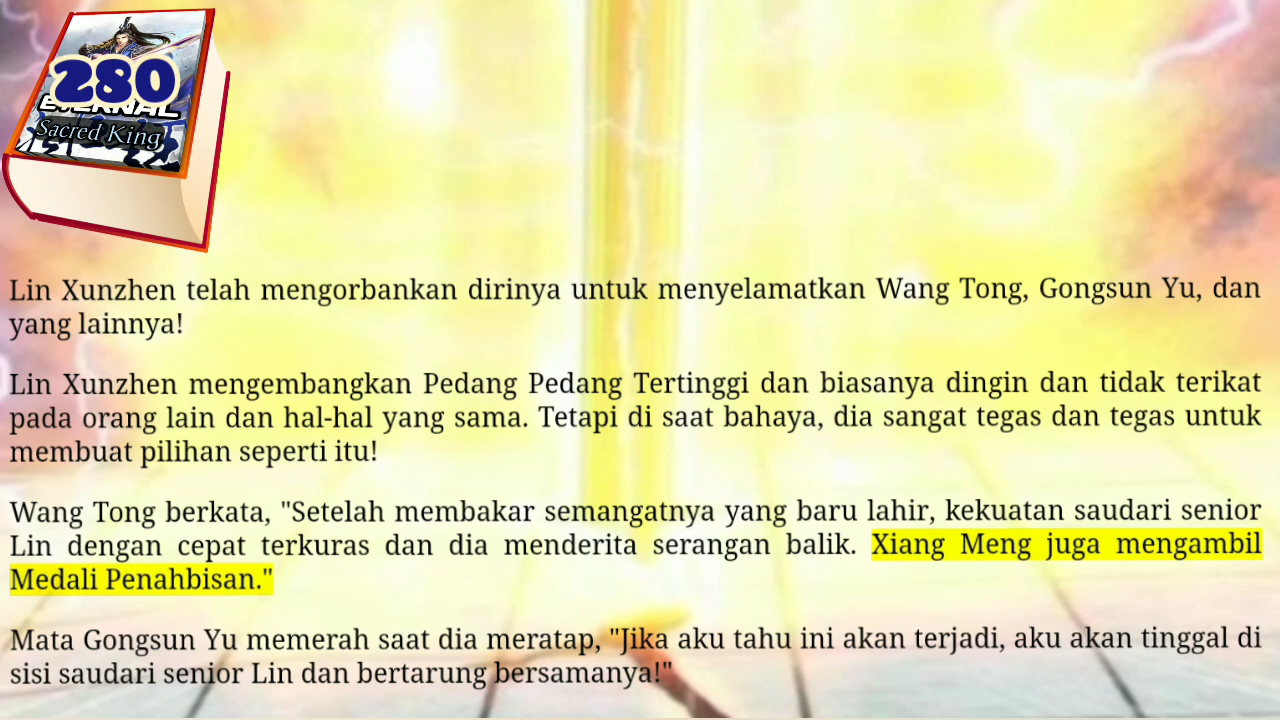 280
ETERNAL
Sacred King
Lin Xunzhen telah mengorbankan dirinya untuk menyelamatkan Wang Tong, Gongsun Yu, dan
yang lainnya!
Lin Xunzhen mengembangkan Pedang Pedang Tertinggi dan biasanya dingin dan tidak terikat
pada orang lain dan hal-hal yang sama. Tetapi di saat bahaya, dia sangat tegas dan tegas untuk
membuat pilihan seperti itu!
Wang Tong berkata, "Setelah membakar semangatnya yang baru lahir, kekuatan saudari senior
Lin dengan cepat terkuras dan dia menderita serangan balik. Xiang Meng juga mengambil
Medali Penahbisan."
Mata Gongsun Yu memerah saat dia meratap, "Jika aku tahu ini akan terjadi, aku akan tinggal di
sisi saudari senior Lin dan bertarung bersamanya!"